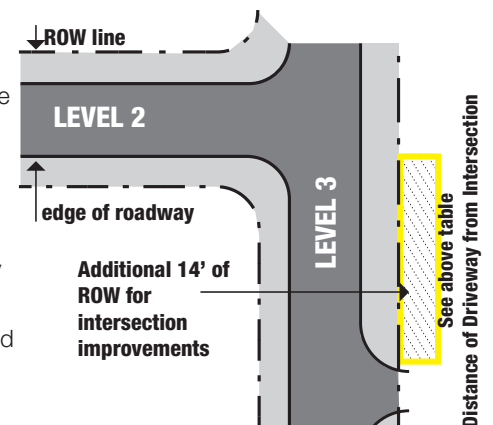 ROW line
e
LEVEL 2
edge of roadway
LEVEL 3
Additional 14’ of
ROW for
intersection
improvements
d
See above table
Distance of Driveway from Intersection